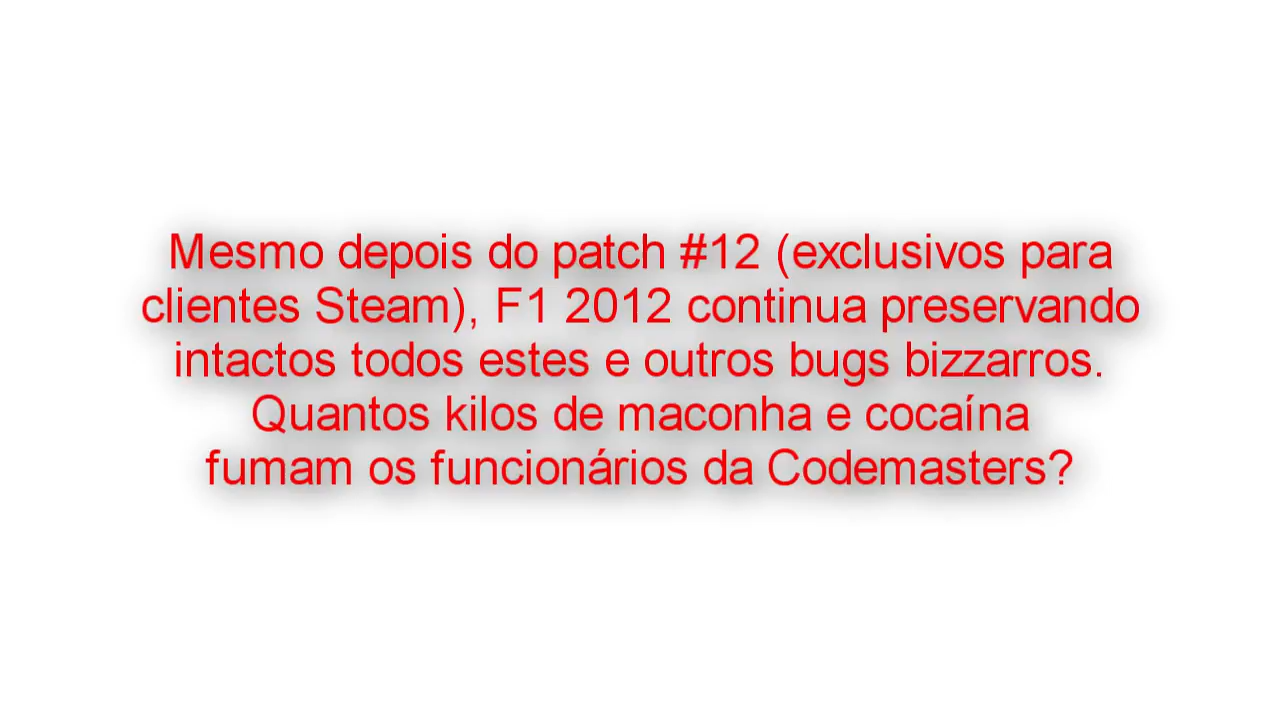 Mesmo depois do patch #12 (exclusivos para
clientes Steam), F1 2012 continua preservando
intactos todos estes e outros bugs bizzarros.
Quantos kilos de maconha e cocaína
fumam os funcionários da Codemasters?